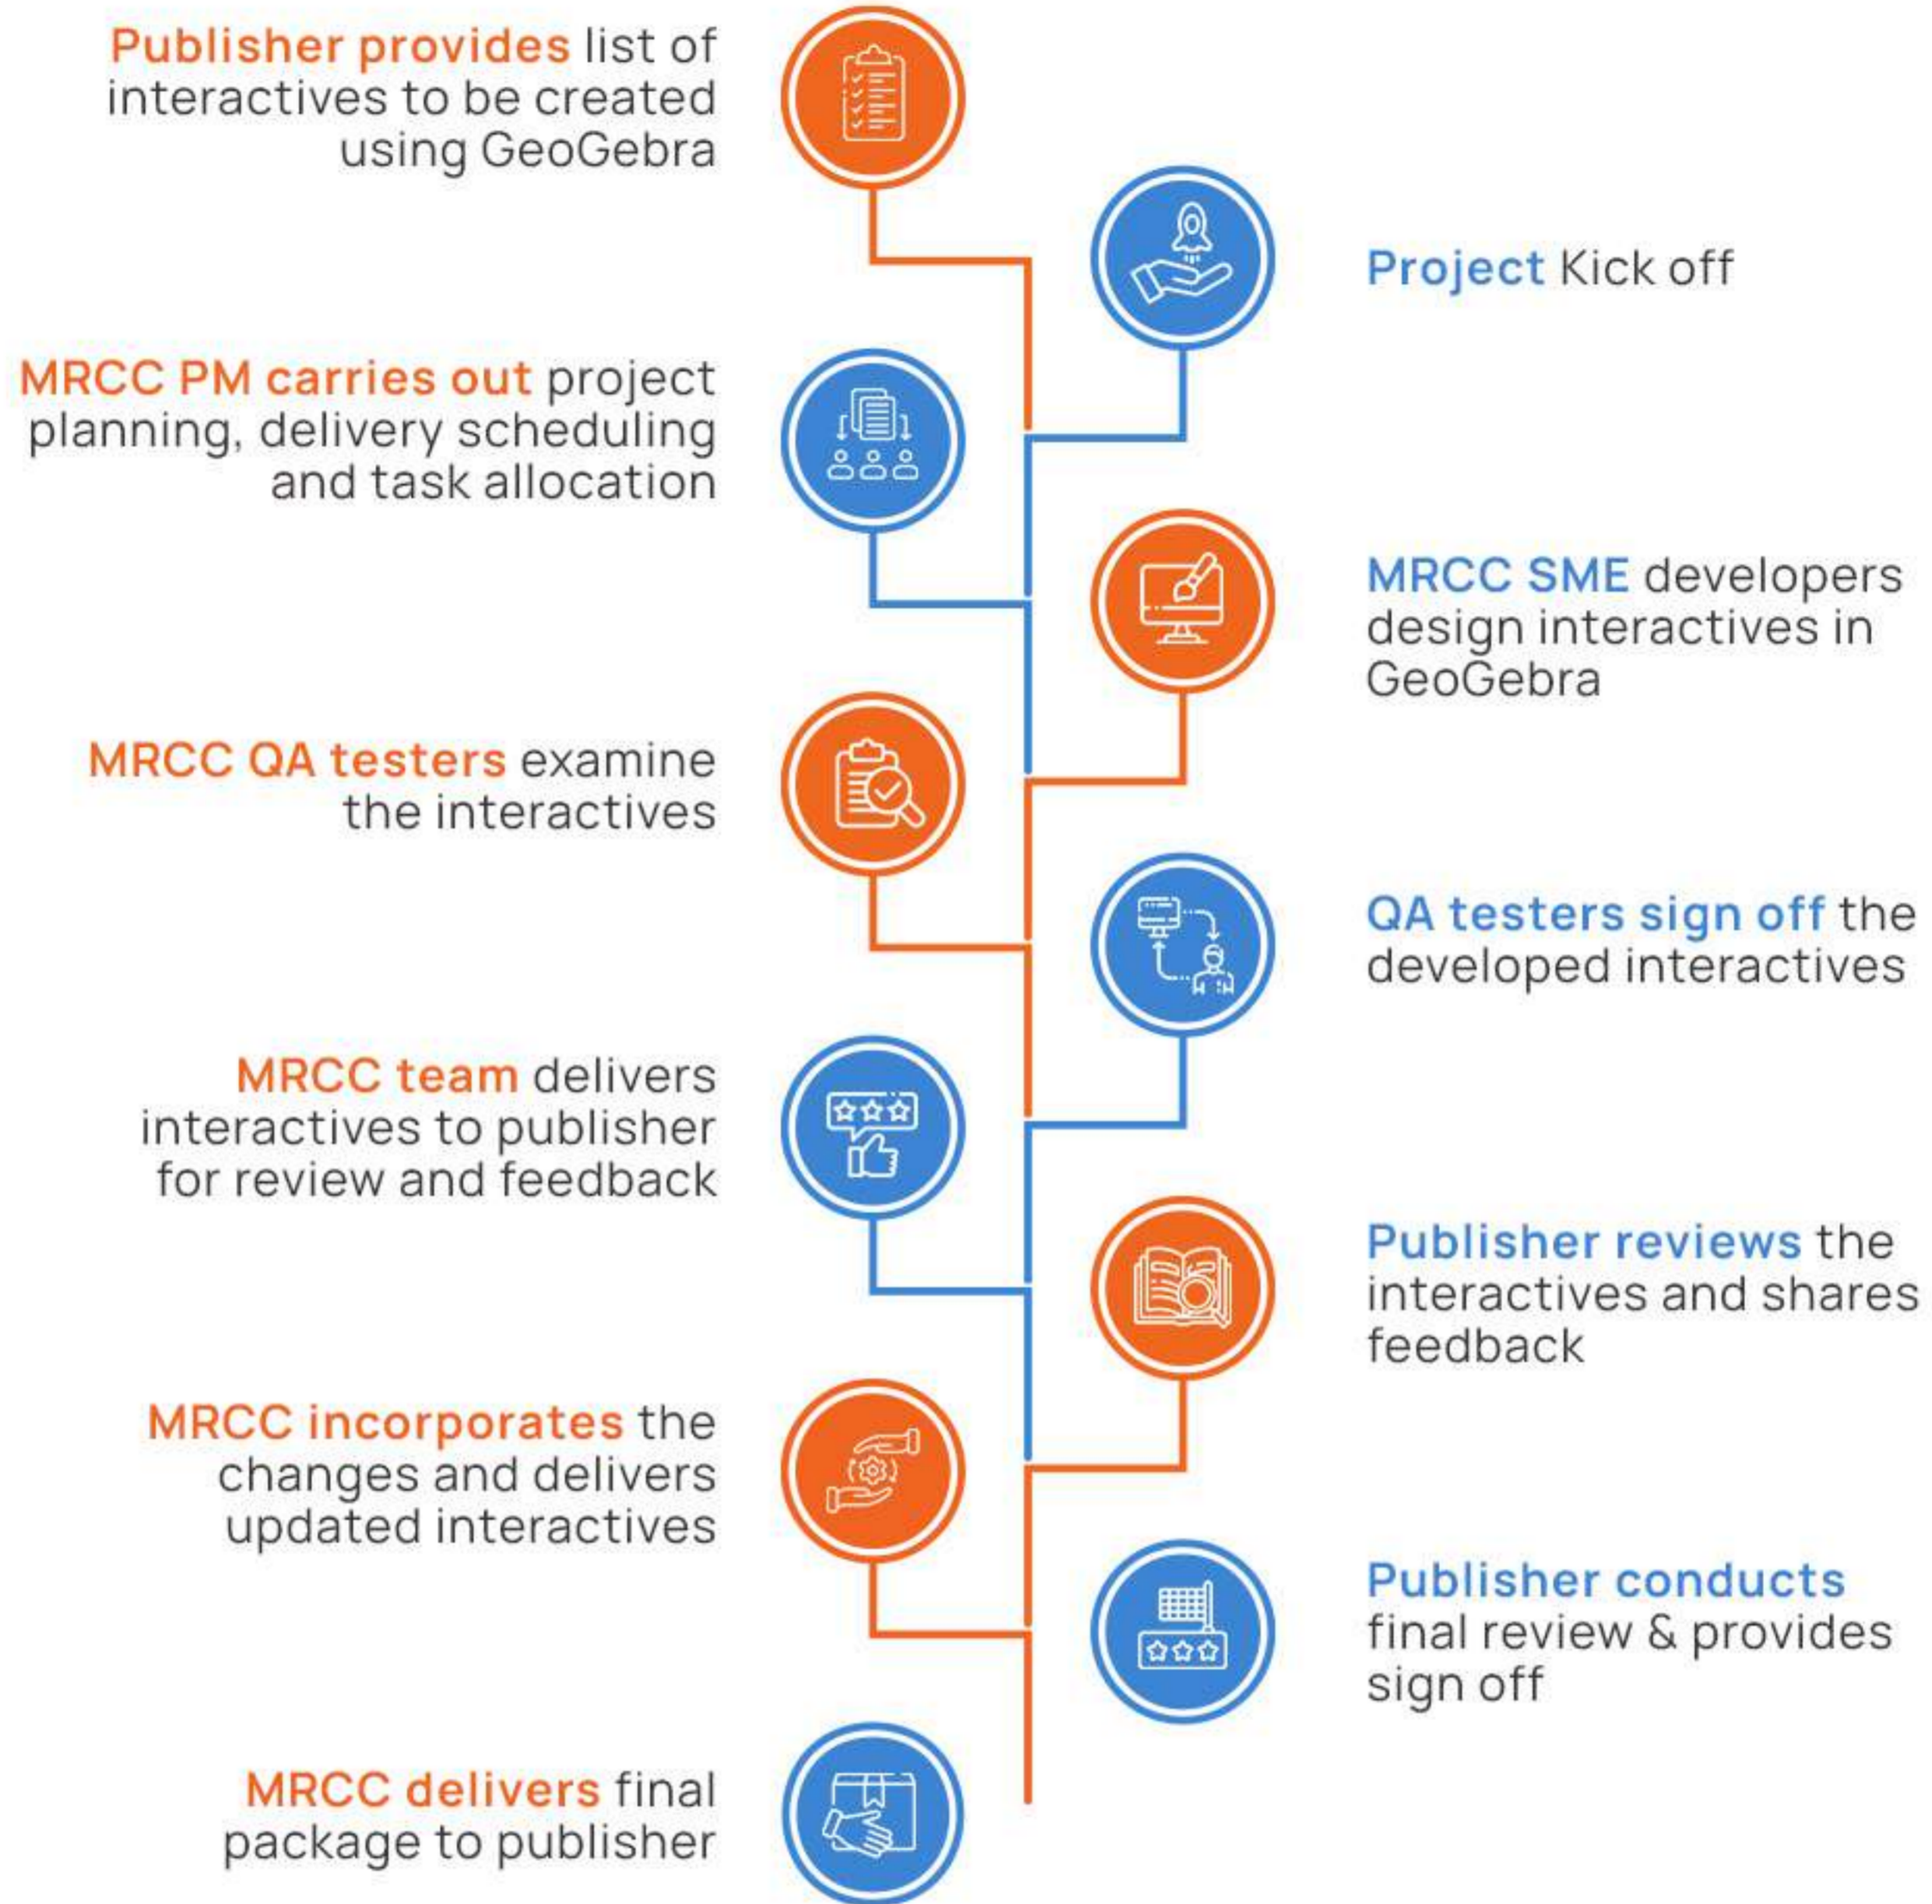 Publisher provides list of
interactives to be created
using GeoGebra
Project Kick off
MRCC PM carries out project
planning, delivery scheduling
and task allocation
MRCC SME developers
design interactives in
GeoGebra
MRCC QA testers examine
the interactives
QA testers sign off the
developed interactives
MRCC team delivers
interactives to publisher
for review and feedback
Publisher reviews the
interactives and shares
feedback
MRCC incorporates the
changes and delivers
updated interactives
Publisher conducts
final review & provides
sign off
MRCC delivers final
package to publisher